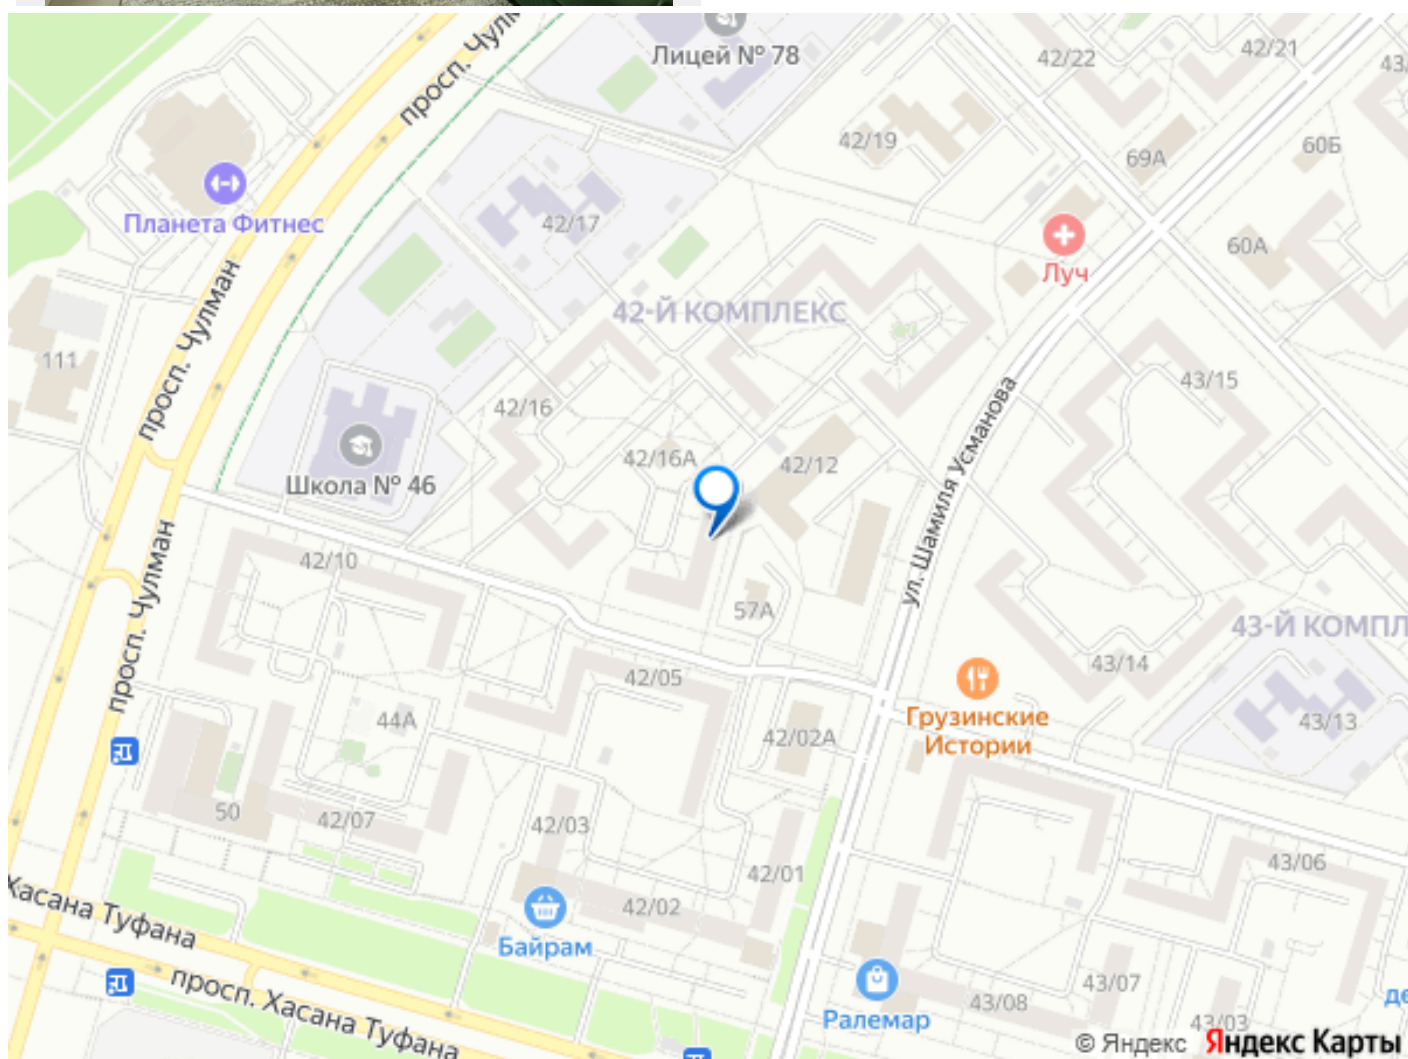 просп. Чулм
Лицей № 78
42/22
42/21
43/
42/19
69А
60Б
Планета Фитнес
42/17
Луч
60А
просп. Чулман
42-Й КОМПЛЕКС
111
42/16
43/15
Школа № 46
42/16А
42/12
ул. Шамиля Усманова
просп. Чулман
42/10
57А
43-Й КОМПЛ
42/05
43/14
44А
42/02А
Грузинские
Истории
43/13
50
42/07
42/03
42/01
43/06
Хасана Туфана
42/02
Байрам
просп. Хасана Туфана
43/08
43/07
де
Ралемар
43/03
© Яндекс Яндекс Карты